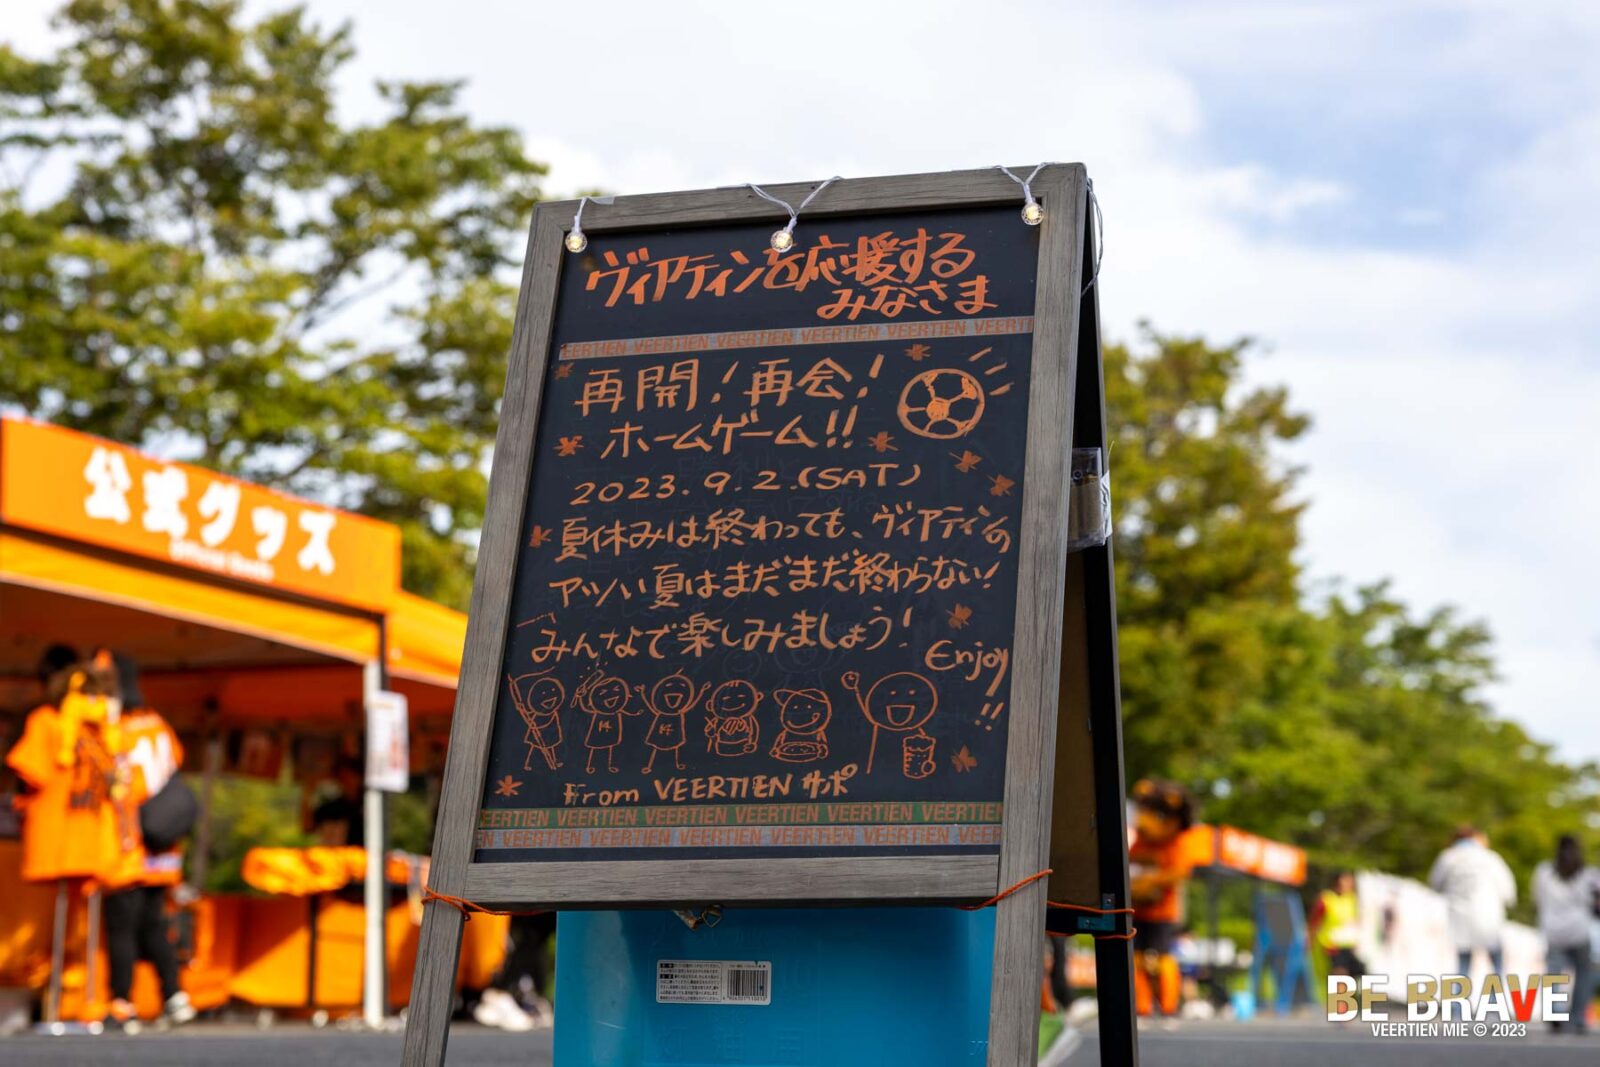 ヴィアティンを応援する
みなさま
VEERTIEN VEERTIEN VEERTIEN VEERTIEN
再開！再会！
ホームゲーム!!
2023.9.2.(SAT)
夏休みは終わっても、ヴィアティンの
アツい夏はまだまだ終わらない！
みんなで楽しみましょう！
Enjoy!!
From VEERTIEN サポ
VEERTIEN VEERTIEN VEERTIEN VEERTIEN
VEERTIEN VEERTIEN VEERTIEN VEERTIEN
公式グッズ
BE BRAVE
VEERTIEN MIE © 2023